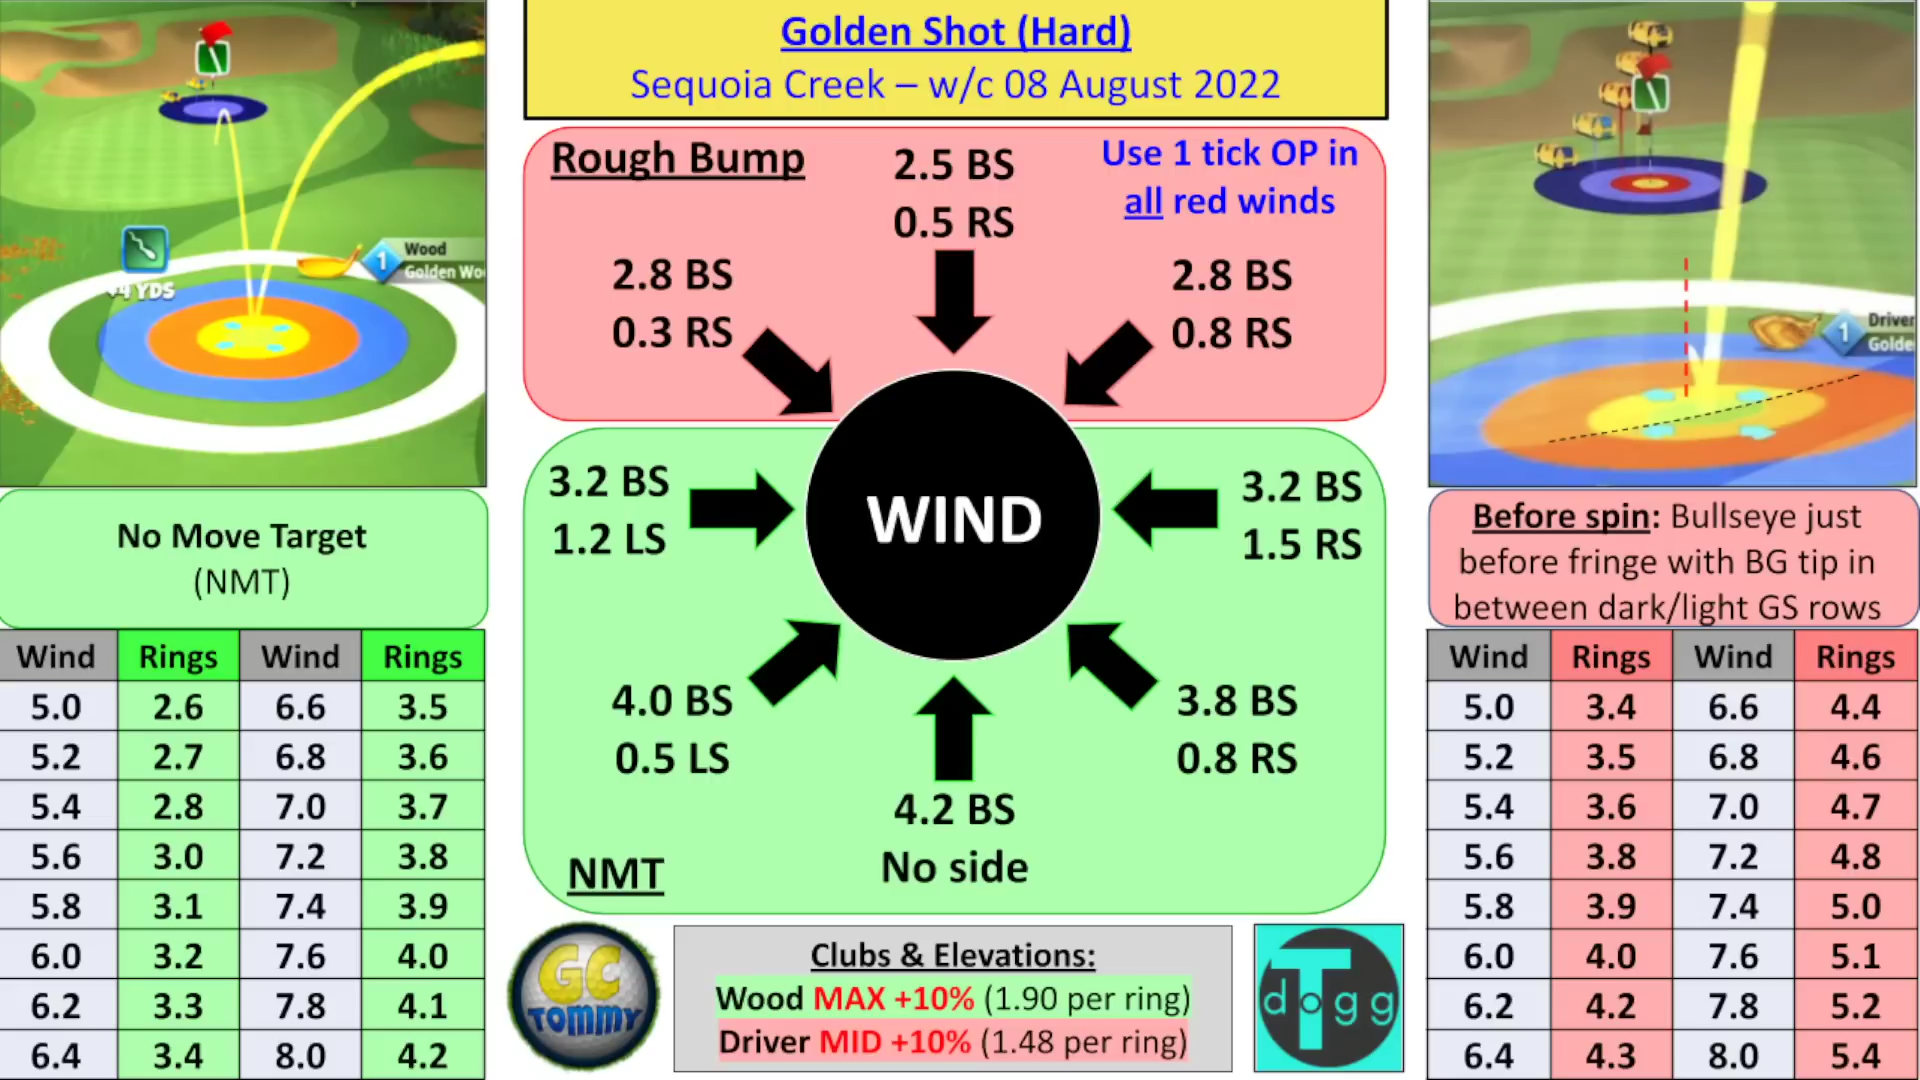 Golden Shot (Hard)
Sequoia Creek – w/c 08 August 2022
1
Wood
Golden Wo
+4 YDS
Rough Bump
Use 1 tick OP in
all red winds
2.5 BS
0.5 RS
2.8 BS
0.3 RS
2.8 BS
0.8 RS
WIND
3.2 BS
1.2 LS
3.2 BS
1.5 RS
4.0 BS
0.5 LS
3.8 BS
0.8 RS
4.2 BS
No side
NMT
1
Driver
Golde
No Move Target
(NMT)
Wind Rings Wind Rings
5.0 2.6 6.6 3.5
5.2 2.7 6.8 3.6
5.4 2.8 7.0 3.7
5.6 3.0 7.2 3.8
5.8 3.1 7.4 3.9
6.0 3.2 7.6 4.0
6.2 3.3 7.8 4.1
6.4 3.4 8.0 4.2
GC
TOMMY
Clubs & Elevations:
Wood MAX +10% (1.90 per ring)
Driver MID +10% (1.48 per ring)
T
dogg
Before spin: Bullseye just
before fringe with BG tip in
between dark/light GS rows
Wind Rings Wind Rings
5.0 3.4 6.6 4.4
5.2 3.5 6.8 4.6
5.4 3.6 7.0 4.7
5.6 3.8 7.2 4.8
5.8 3.9 7.4 5.0
6.0 4.0 7.6 5.1
6.2 4.2 7.8 5.2
6.4 4.3 8.0 5.4